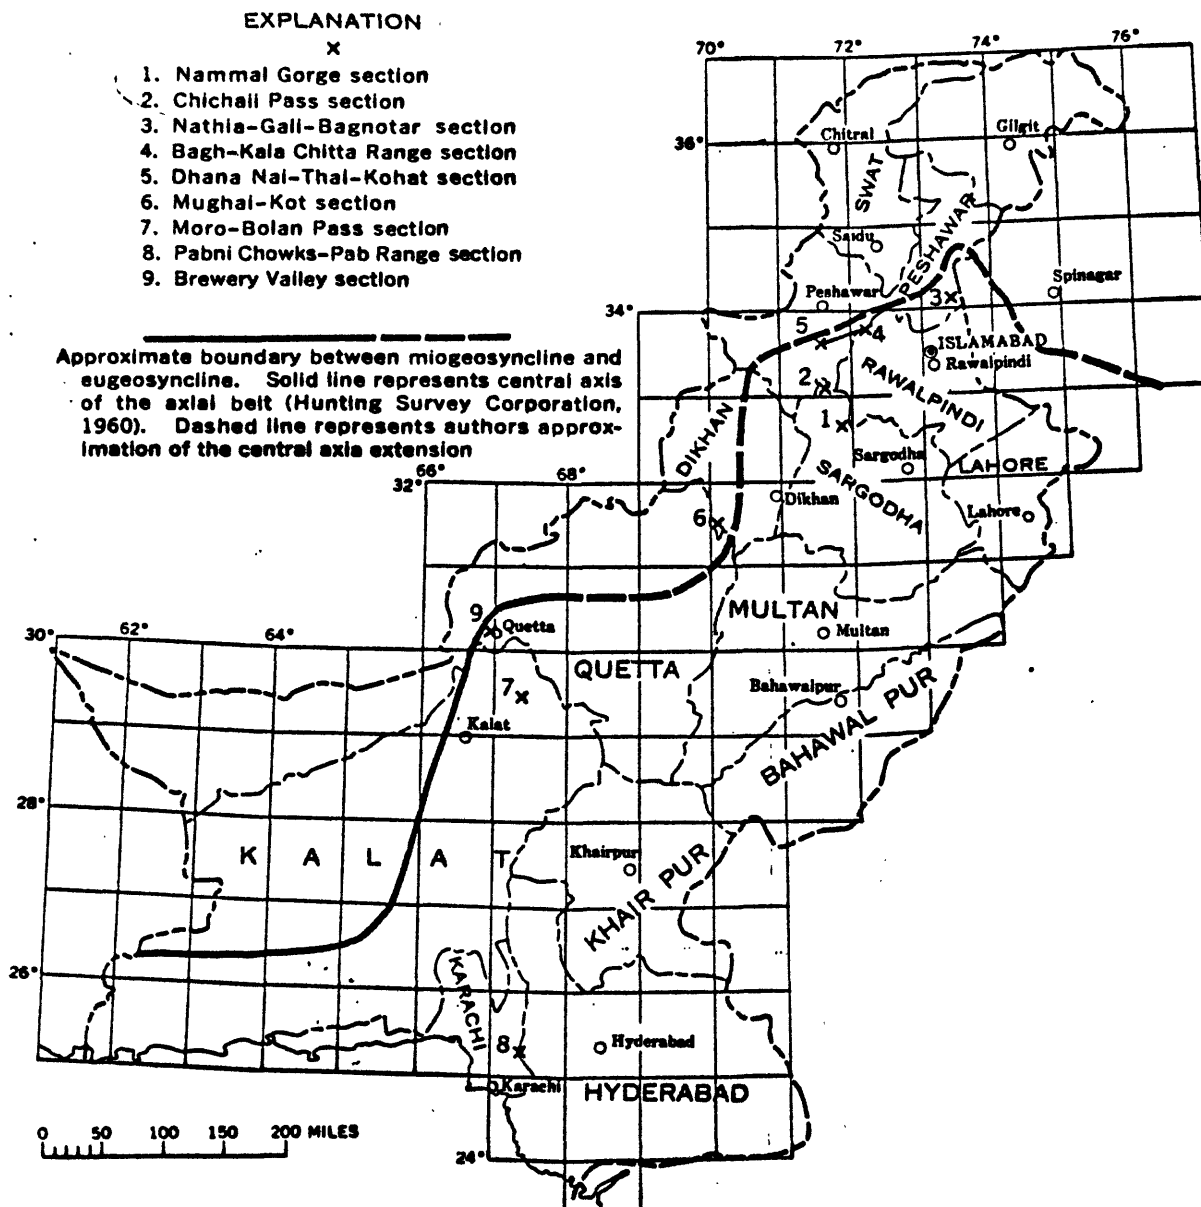 EXPLANATION
x
1. Nammal Gorge section
2. Chichali Pass section
3. Nathia-Gali-Bagnotar section
4. Bagh-Kala Chitta Range section
5. Dhana Nai-Thal-Kohat section
6. Mughal-Kot section
7. Moro-Bolan Pass section
8. Pabni Chowks-Pab Range section
9. Brewery Valley section
Approximate boundary between miogeosyncline and
eugeosyncline. Solid line represents central axis
of the axial belt (Hunting Survey Corporation,
1960). Dashed line represents authors approx-
imation of the central axis extension
70° 72° 74° 76°
36°
Chitral
Gilgit
SWAT
PESHAWAR
Saidu
Peshawar
Spinagar
34°
3
5
4
ISLAMABAD
Rawalpindi
RAWALPINDI
2
1
DIKHAN
Sargodha
LAHORE
SARGODHA
66° 68°
32°
Dikhan
Lahore
6
MULTAN
Multan
9
Quetta
30° 62° 64°
QUETTA
7
Bahawalpur
BAHAWAL PUR
Kalat
28°
KALAT
Khairpur
KHAIR PUR
26°
KARACHI
8
Hyderabad
Karachi
HYDERABAD
0 50 100 150 200 MILES
24°